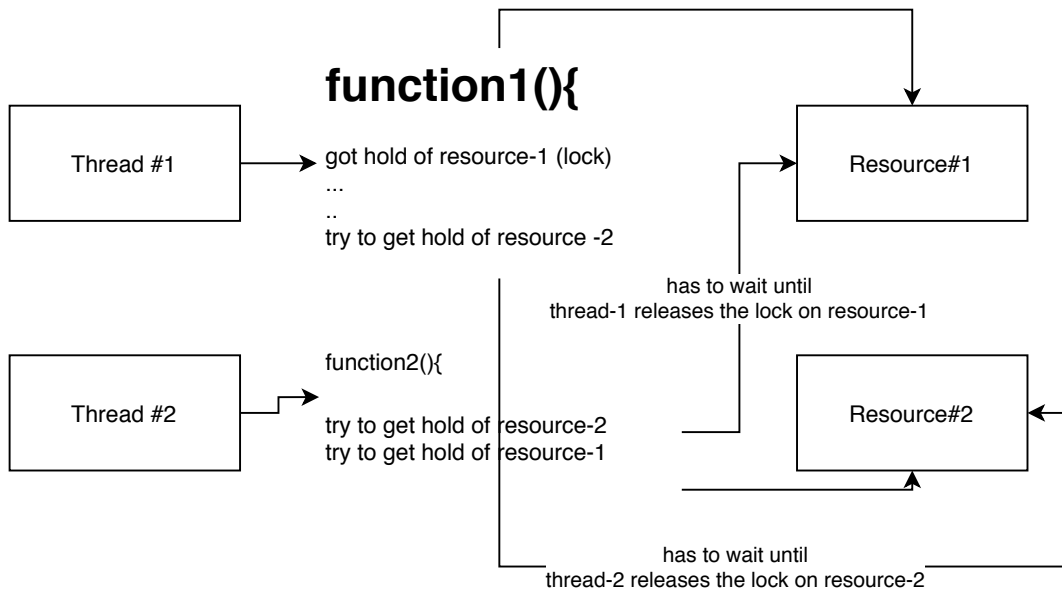 function1(){
Thread #1
got hold of resource-1 (lock)
...
..
try to get hold of resource -2
Resource#1
has to wait until
thread-1 releases the lock on resource-1
Thread #2
function2(){
try to get hold of resource-2
try to get hold of resource-1
Resource#2
has to wait until
thread-2 releases the lock on resource-2